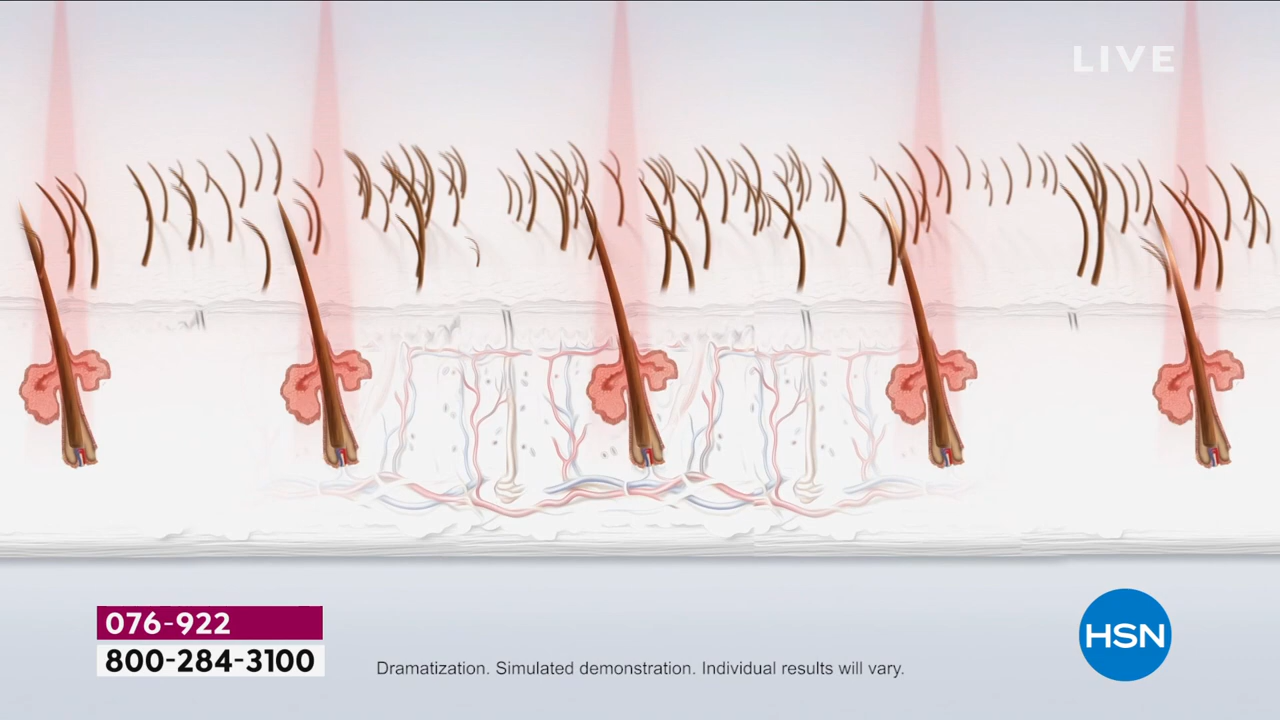 LIVE
076-922
800-284-3100
Dramatization. Simulated demonstration. Individual results will vary.
HSN